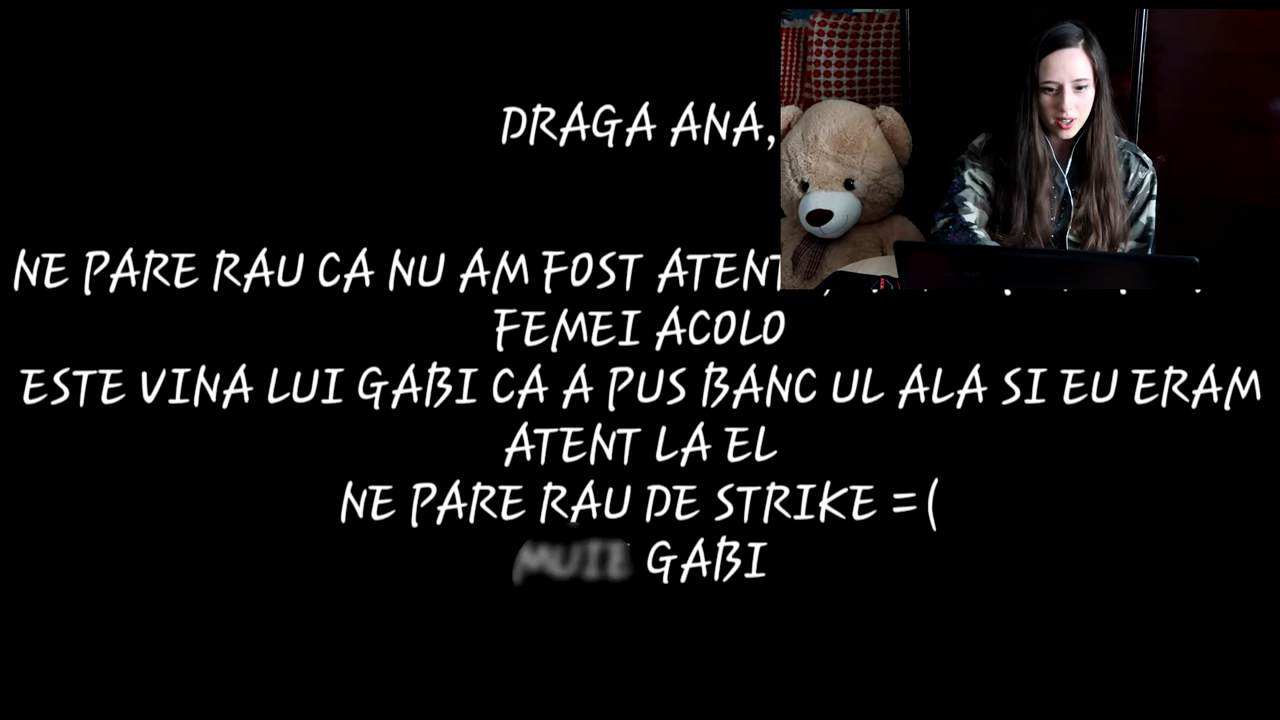 DRAGA ANA,
NE PARE RAU CA NU AM FOST ATENT
FEMEI ACOLO
ESTE VINA LUI GABI CA A PUS BANC UL ALA SI EU ERAM
ATENT LA EL
NE PARE RAU DE STRIKE =(
MUIE GABI